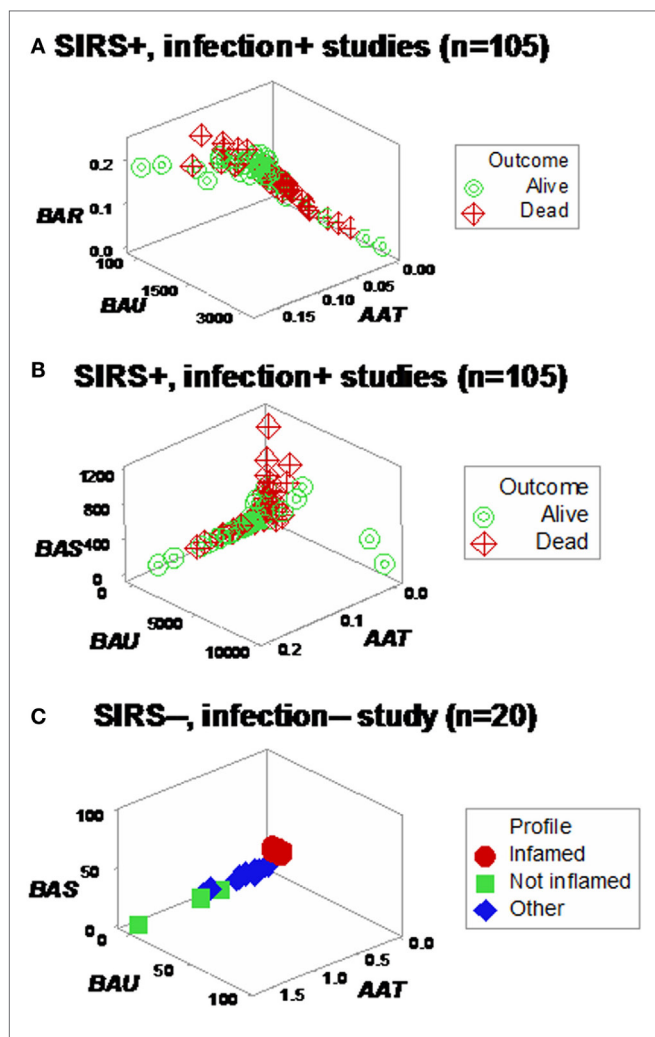 A SIRS+, infection+ studies (n=105)
Outcome
Alive
Dead
0.2
0.1
0.0
BAR
100
1500
3000
BAU
0.15
0.10
0.05
0.00
AAT
B SIRS+, infection+ studies (n=105)
Outcome
Alive
Dead
1200
800
400
0
BAS
0
5000
10000
BAU
0.2
0.1
0.0
AAT
C SIRS−, infection− study (n=20)
Profile
Infamed
Not inflamed
Other
100
50
0
BAS
0
50
100
BAU
1.5
1.0
0.5
0.0
AAT